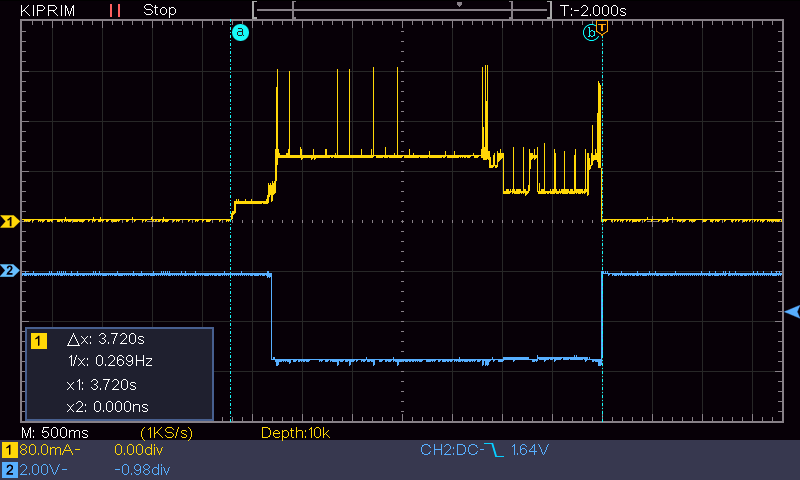 KIPRIM Stop T:-2.000s
a
b T
1
2
1 △x: 3.720s
1/x: 0.269Hz
x1: 3.720s
x2: 0.000ns
M: 500ms (1KS/s) Depth:10k
1 80.0mA- 0.00div CH2:DC- 1.64V
2 2.00V- -0.98div